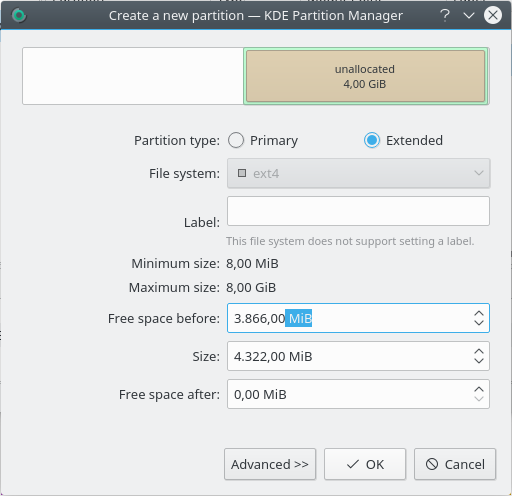 Create a new partition — KDE Partition Manager
unallocated
4,00 GiB
Partition type: Primary Extended
File system: ext4
Label:
This file system does not support setting a label.
Minimum size: 8,00 MiB
Maximum size: 8,00 GiB
Free space before: 3.866,00 MiB
Size: 4.322,00 MiB
Free space after: 0,00 MiB
Advanced >> OK Cancel